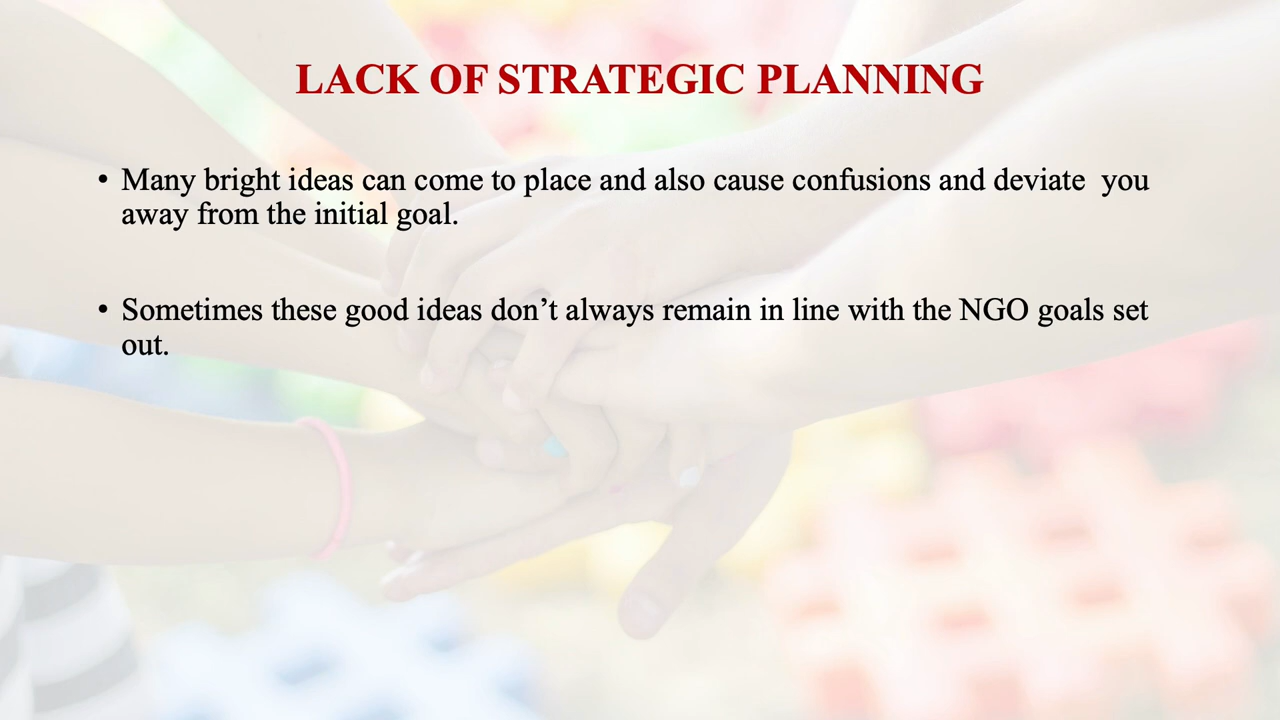 LACK OF STRATEGIC PLANNING
• Many bright ideas can come to place and also cause confusions and deviate  you
away from the initial goal.
• Sometimes these good ideas don’t always remain in line with the NGO goals set
out.